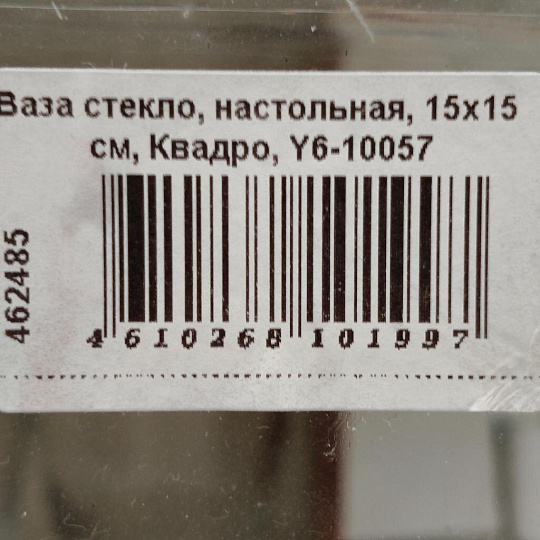 Ваза стекло, настольная, 15х15
см, Квадро, Y6-10057
462485
4 610268 101997